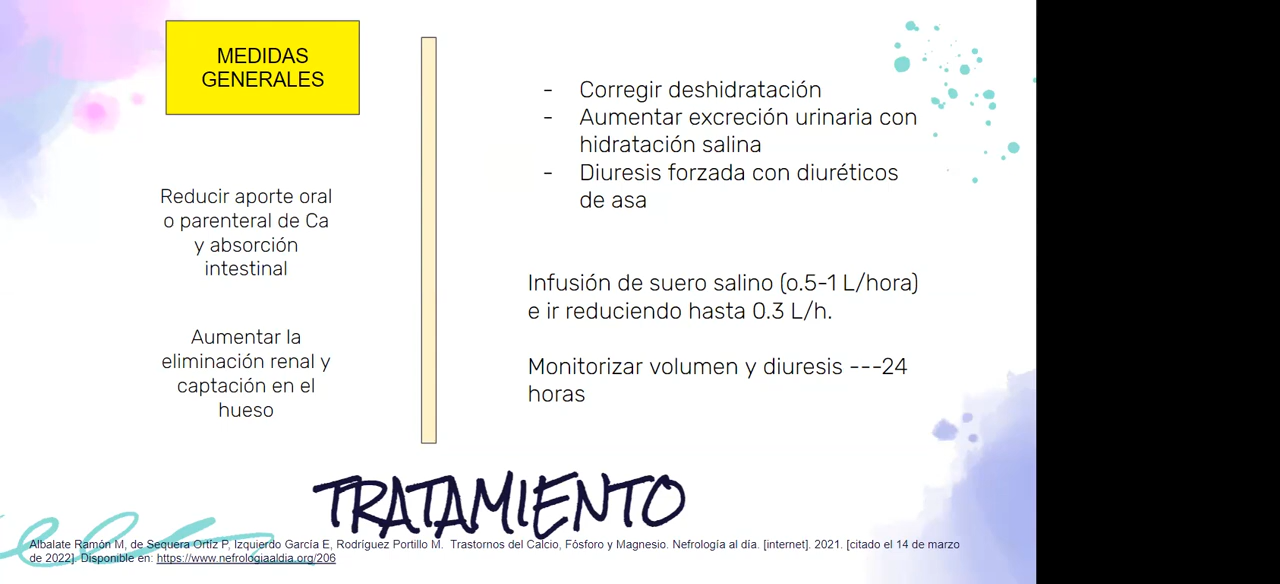 MEDIDAS
GENERALES
Reducir aporte oral
o parenteral de Ca
y absorción
intestinal
Aumentar la
eliminación renal y
captación en el
hueso
- Corregir deshidratación
- Aumentar excreción urinaria con
hidratación salina
- Diuresis forzada con diuréticos
de asa
Infusión de suero salino (o.5-1 L/hora)
e ir reduciendo hasta 0.3 L/h.
Monitorizar volumen y diuresis ---24
horas
TRATAMIENTO
Albalate Ramón M, de Sequera Ortíz P, Izquierdo García E, Rodríguez Portillo M. Trastornos del Calcio, Fósforo y Magnesio. Nefrología al día. [internet]. 2021. [citado el 14 de marzo
de 2022]. Disponible en: https://www.nefrologiaaldia.org/206